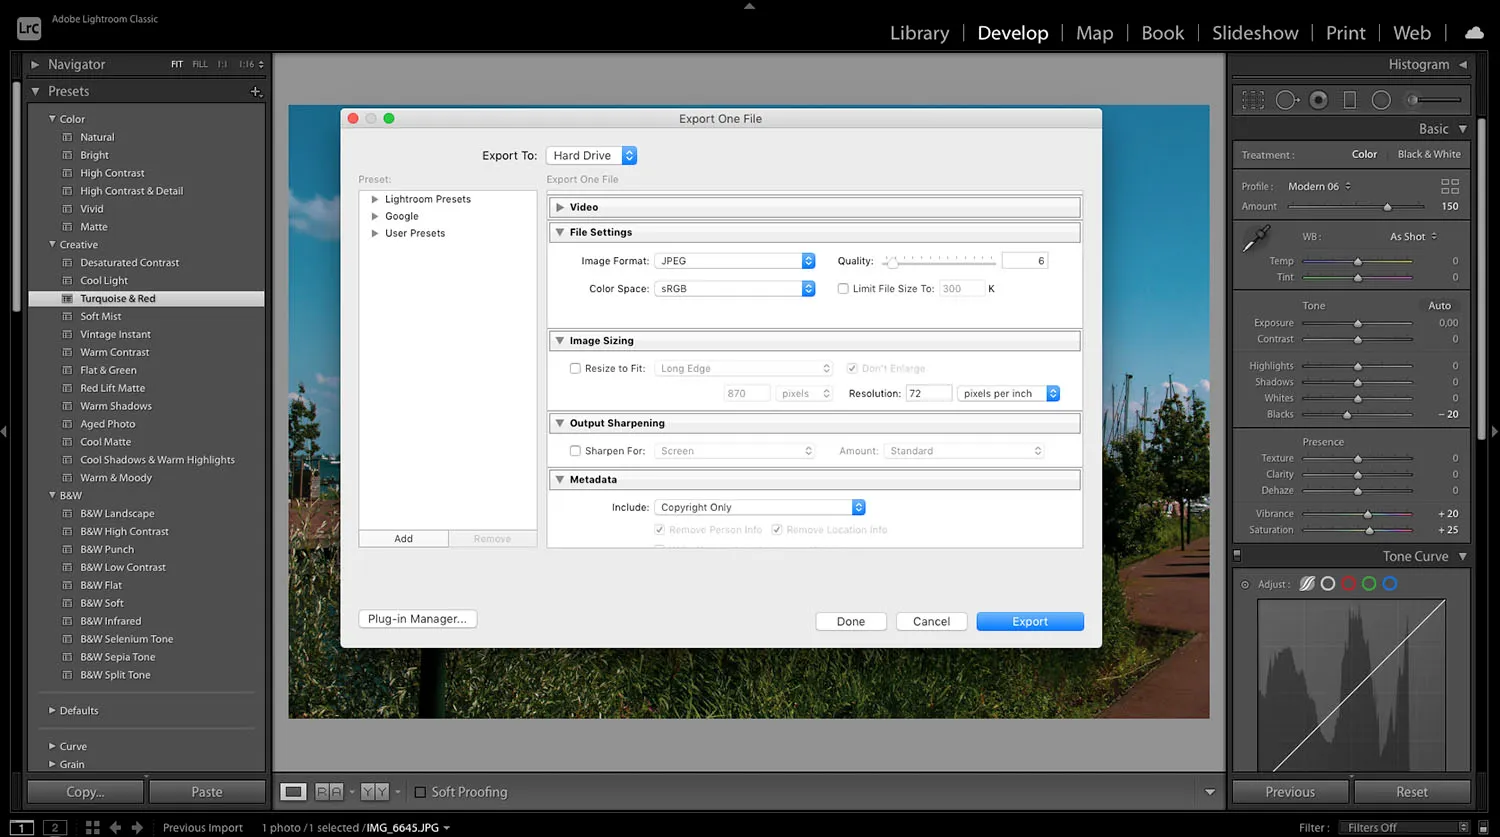 LrC
Adobe Lightroom Classic
Library | Develop | Map | Book | Slideshow | Print | Web |
Navigator FIT FILL 1:1 1:16
Presets
Color
Natural
Bright
High Contrast
High Contrast & Detail
Vivid
Matte
Creative
Desaturated Contrast
Cool Light
Turquoise & Red
Soft Mist
Vintage Instant
Warm Contrast
Flat & Green
Red Lift Matte
Warm Shadows
Aged Photo
Cool Matte
Cool Shadows & Warm Highlights
Warm & Moody
B&W
B&W Landscape
B&W High Contrast
B&W Punch
B&W Low Contrast
B&W Flat
B&W Soft
B&W Infrared
B&W Selenium Tone
B&W Sepia Tone
B&W Split Tone
Defaults
Curve
Grain
Copy... Paste
Export One File
Export To: Hard Drive
Preset:
Lightroom Presets
Google
User Presets
Add Remove
Export One File
Video
File Settings
Image Format: JPEG Quality: 6
Color Space: sRGB Limit File Size To: 300 K
Image Sizing
Resize to Fit: Long Edge Don't Enlarge
870 pixels Resolution: 72 pixels per inch
Output Sharpening
Sharpen For: Screen Amount: Standard
Metadata
Include: Copyright Only
Remove Person Info Remove Location Info
Plug-in Manager... Done Cancel Export
Histogram
Basic
Treatment : Color Black & White
Profile : Modern 06
Amount 150
WB : As Shot
Temp 0
Tint 0
Tone Auto
Exposure 0,00
Contrast 0
Highlights 0
Shadows 0
Whites 0
Blacks – 20
Presence
Texture 0
Clarity 0
Dehaze 0
Vibrance + 20
Saturation + 25
Tone Curve
Adjust :
Previous Reset
R A Y Y Soft Proofing
1 2 Previous Import 1 photo / 1 selected / IMG_6645.JPG Filter : Filters Off